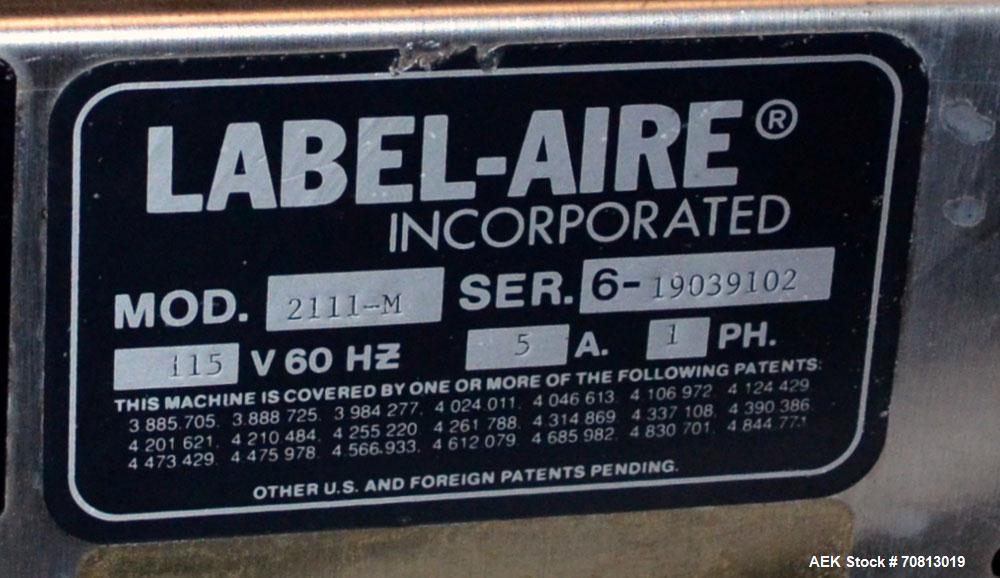 LABEL-AIRE®
INCORPORATED
MOD. 2111-M SER. 6-19039102
115 V 60 HZ 5 A. 1 PH.
THIS MACHINE IS COVERED BY ONE OR MORE OF THE FOLLOWING PATENTS:
3.885.705. 3.888 725. 3 984 277. 4 024.011. 4 046 613. 4 106 972. 4 124 429
4 201 621. 4 210 484. 4 255 220 4 261 788. 4 314 869. 4 337 108. 4 390 386.
4 473 429. 4 475 978. 4.566.933. 4 612 079. 4 685 982. 4 830 701. 4 844 771
OTHER U.S. AND FOREIGN PATENTS PENDING.
AEK Stock # 70813019